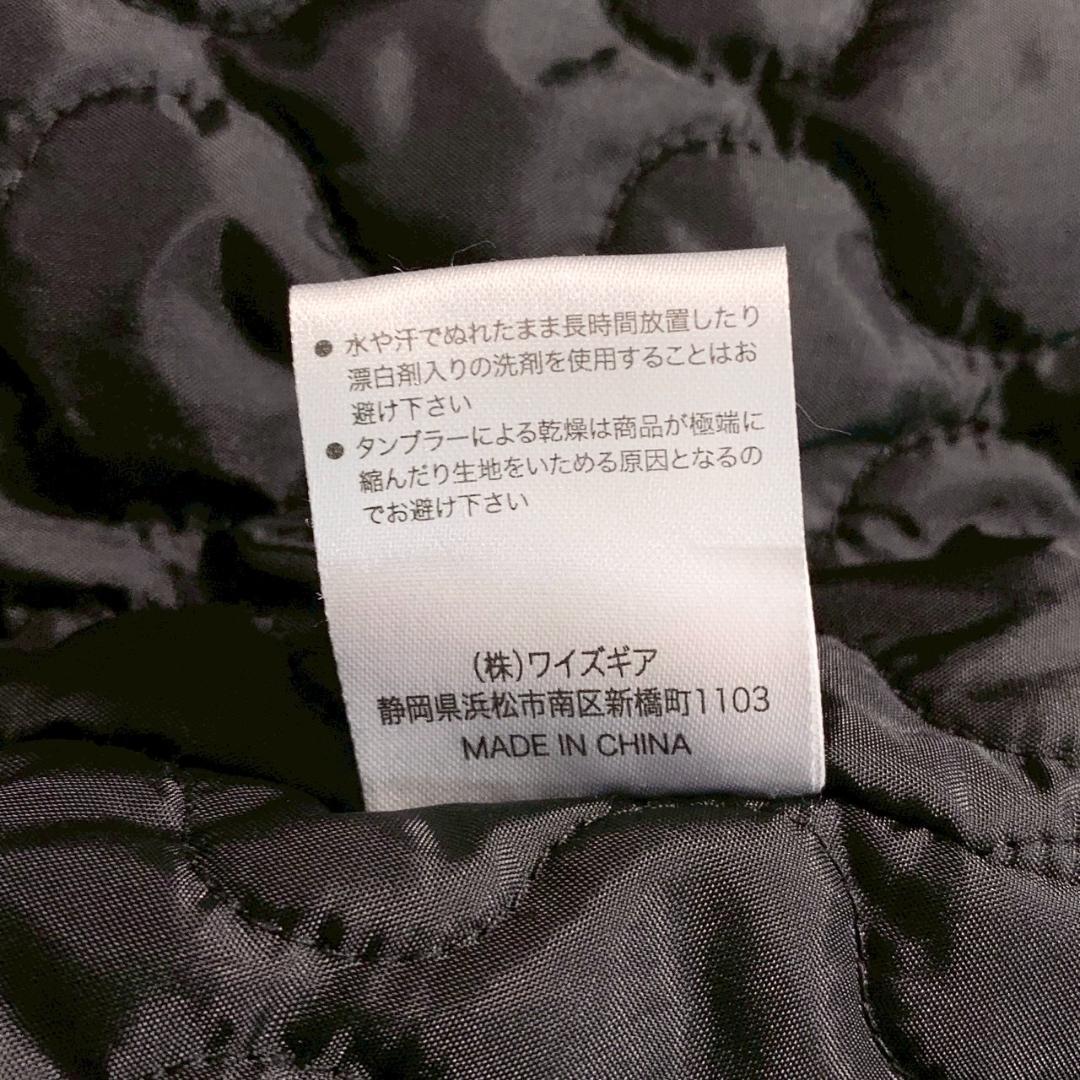 ● 水や汗でぬれたまま長時間放置したり
漂白剤入りの洗剤を使用することはお
避け下さい
● タンブラーによる乾燥は商品が極端に
縮んだり生地をいためる原因となるの
でお避け下さい
(株)ワイズギア
静岡県浜松市南区新橋町1103
MADE IN CHINA